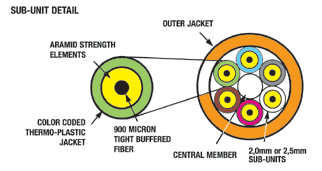 SUB-UNIT DETAIL
OUTER JACKET
ARAMID STRENGTH
ELEMENTS
COLOR CODED
THERMO-PLASTIC
JACKET
900 MICRON
TIGHT BUFFERED
FIBER
CENTRAL MEMBER
2,0mm or 2,5mm
SUB-UNITS